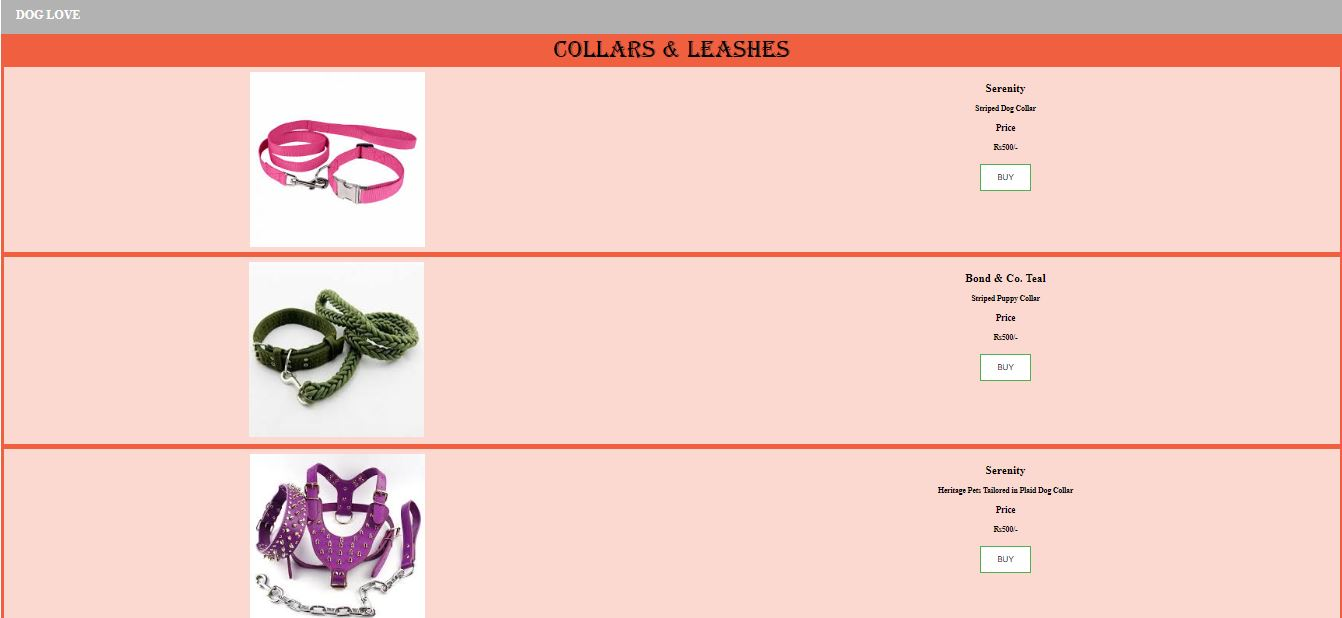 DOG LOVE
COLLARS & LEASHES
Serenity
Striped Dog Collar
Price
Rs500/-
BUY
Bond & Co. Teal
Striped Puppy Collar
Price
Rs500/-
BUY
Serenity
Heritage Pets Tailored in Plaid Dog Collar
Price
Rs500/-
BUY